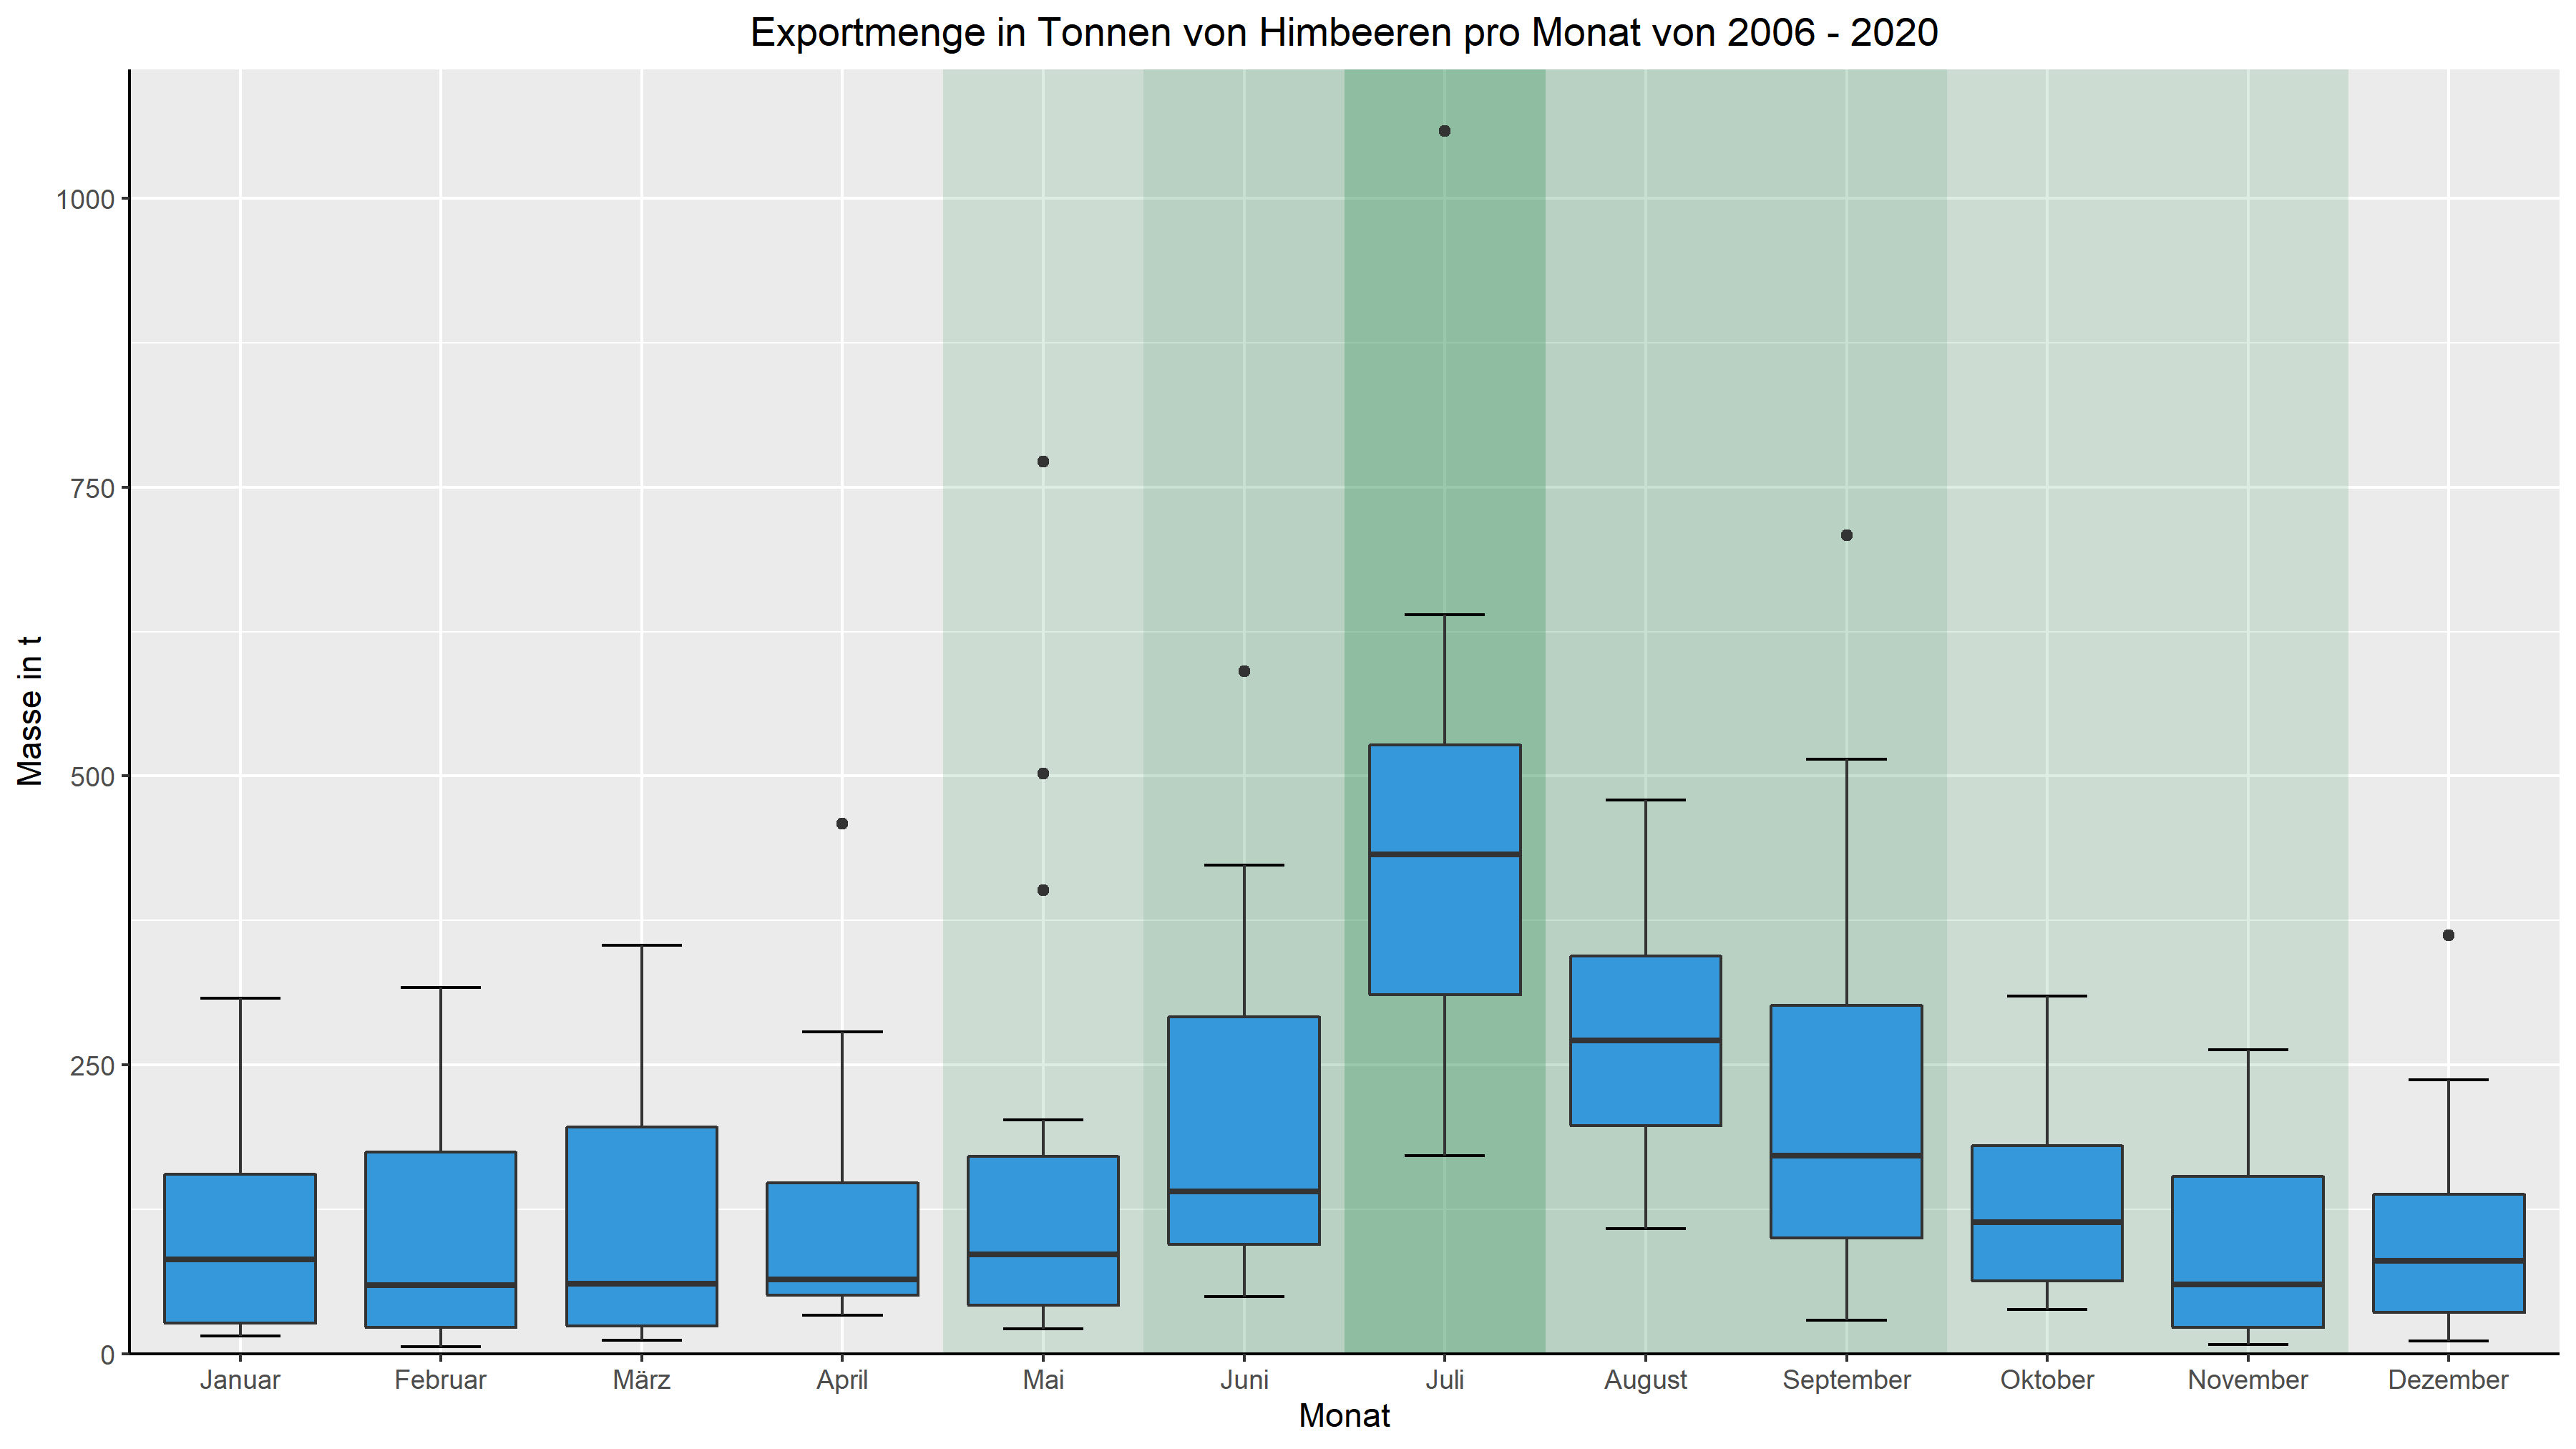 Exportmenge in Tonnen von Himbeeren pro Monat von 2006 - 2020
Masse in t
1000
750
500
250
0
Januar Februar März April Mai Juni Juli August September Oktober November Dezember
Monat